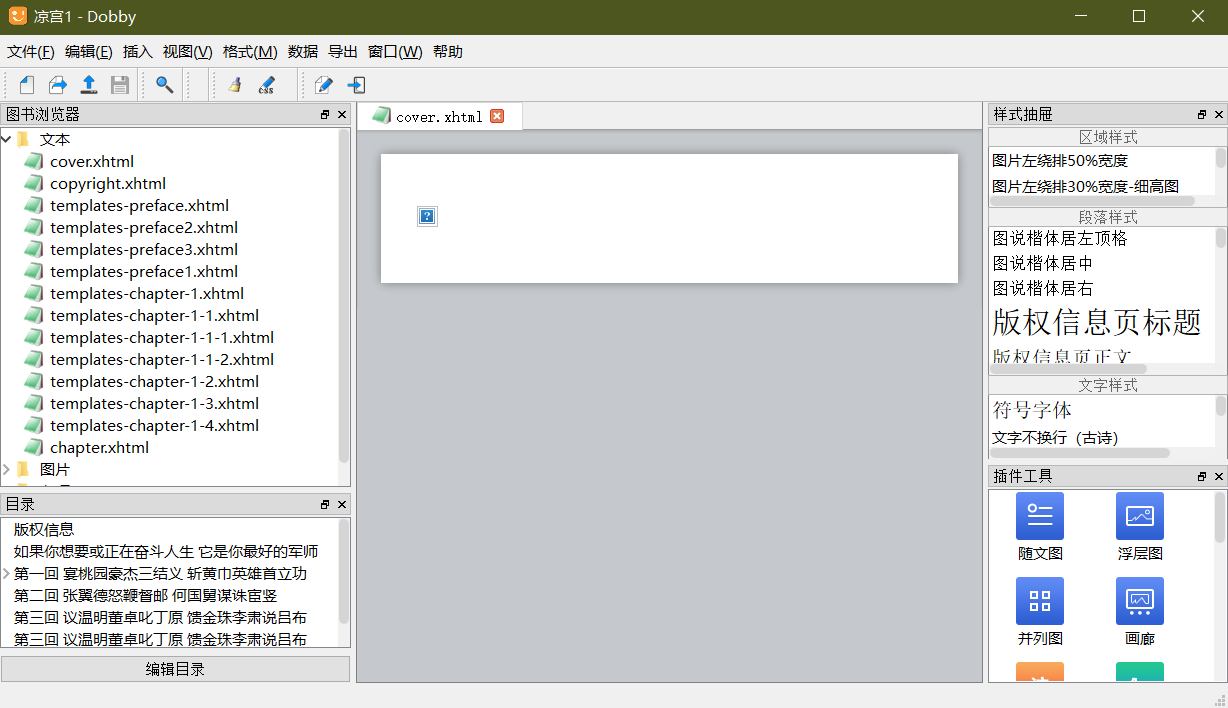 凉宫1 - Dobby
文件(F) 编辑(E) 插入 视图(V) 格式(M) 数据 导出 窗口(W) 帮助
css
图书浏览器
文本
cover.xhtml
copyright.xhtml
templates-preface.xhtml
templates-preface2.xhtml
templates-preface3.xhtml
templates-preface1.xhtml
templates-chapter-1.xhtml
templates-chapter-1-1.xhtml
templates-chapter-1-1-1.xhtml
templates-chapter-1-1-2.xhtml
templates-chapter-1-2.xhtml
templates-chapter-1-3.xhtml
templates-chapter-1-4.xhtml
chapter.xhtml
图片
目录
版权信息
如果你想要或正在奋斗人生 它是你最好的军师
第一回 宴桃园豪杰三结义 斩黄巾英雄首立功
第二回 张翼德怒鞭督邮 何国舅谋诛宦竖
第三回 议温明董卓叱丁原 馈金珠李肃说吕布
第三回 议温明董卓叱丁原 馈金珠李肃说吕布
编辑目录
cover.xhtml
?
样式抽屉
区域样式
图片左绕排50%宽度
图片左绕排30%宽度-细高图
段落样式
图说楷体居左顶格
图说楷体居中
图说楷体居右
版权信息页标题
版权信息页正文
文字样式
符号字体
文字不换行（古诗）
插件工具
随文图 浮层图
并列图 画廊